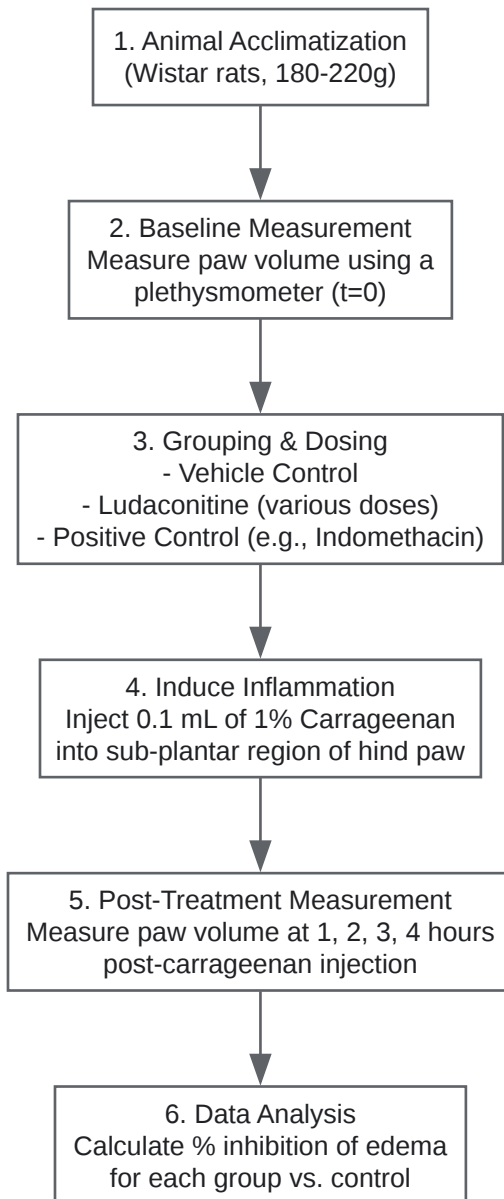 1. Animal Acclimatization
(Wistar rats, 180-220g)
2. Baseline Measurement
Measure paw volume using a
plethysmometer (t=0)
3. Grouping & Dosing
- Vehicle Control
- Ludaconitine (various doses)
- Positive Control (e.g., Indomethacin)
4. Induce Inflammation
Inject 0.1 mL of 1% Carrageenan
into sub-plantar region of hind paw
5. Post-Treatment Measurement
Measure paw volume at 1, 2, 3, 4 hours
post-carrageenan injection
6. Data Analysis
Calculate % inhibition of edema
for each group vs. control